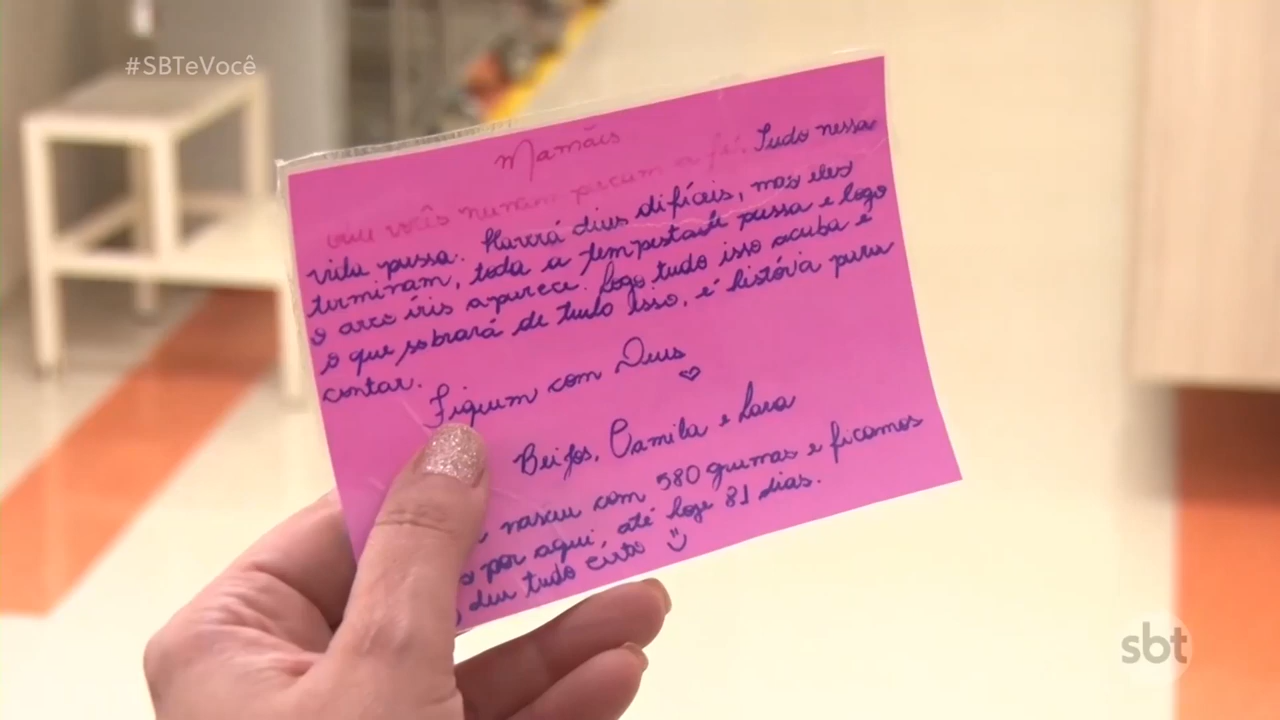 #SBTeVocê
Mamães
que vocês nunca percam a fé. Tudo nessa
vida passa. Haverá dias difíceis, mas eles
terminam, toda a tempestade passa e logo
o arco íris aparece. Logo tudo isso acaba e
o que sobrará de tudo isso, é história para
contar.
Fiquem com Deus
Beijos, Camila e Lara
nasceu com 580 gramas e ficamos
por aqui, até hoje 81 dias.
deu tudo certo
sbt